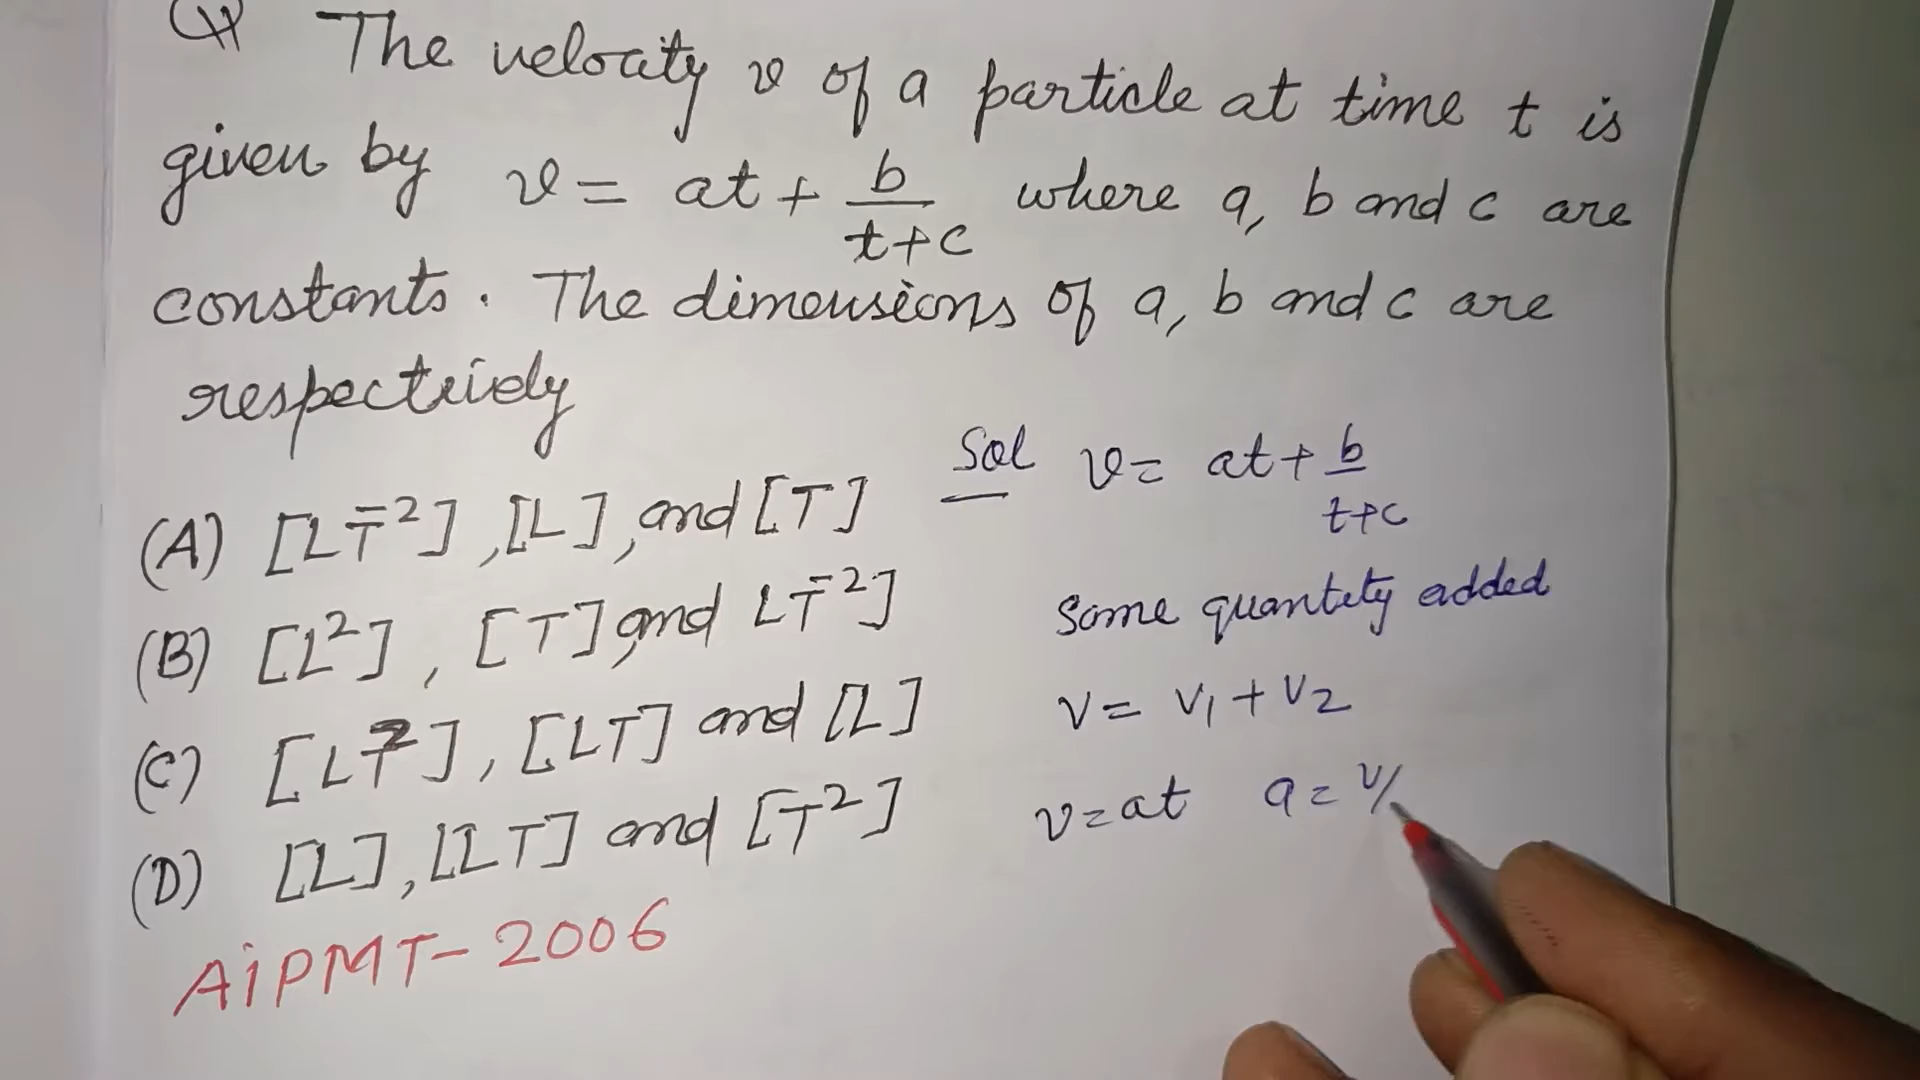 Q The velocity v of a particle at time t is
given by v = at + b/t+c where a, b and c are
constants. The dimensions of a, b and c are
respectively
(A) [LT⁻²], [L], and [T]
(B) [L²], [T] and LT⁻²]
(C) [LT²], [LT] and [L]
(D) [L], [LT] and [T²]
AiPMT-2006
Sol v = at + b/t+c
Same quantity added
v = v₁ + v₂
v = at a = v/